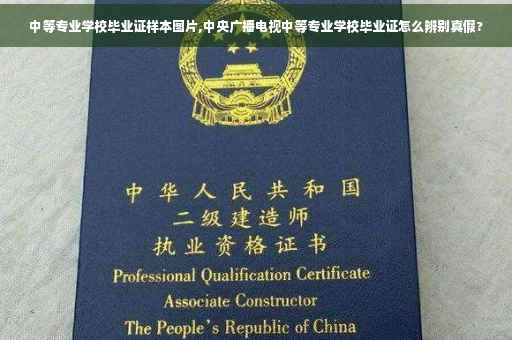 中等专业学校毕业证样本图片,中央广播电视中等专业学校毕业证怎么辨别真假?
中华人民共和国
二级建造师
执业资格证书
Professional Qualification Certificate
Associate Constructor
The People's Republic of China